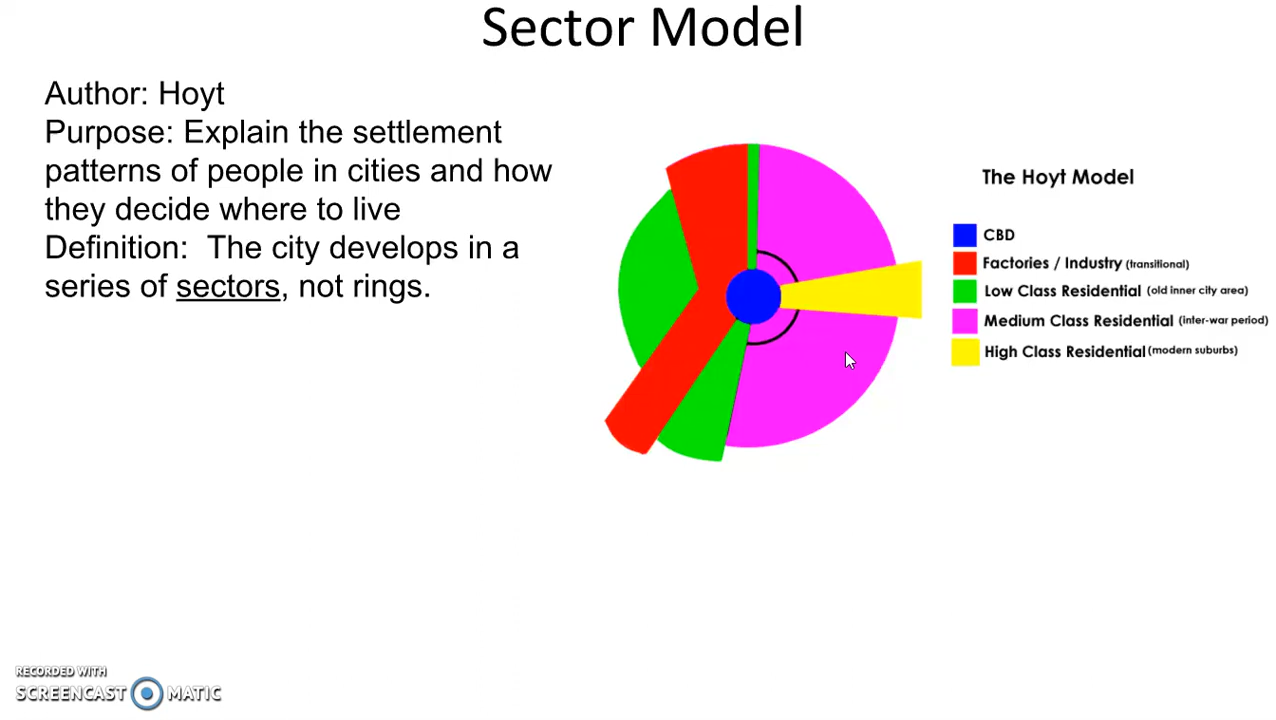 Sector Model
Author: Hoyt
Purpose: Explain the settlement
patterns of people in cities and how
they decide where to live
Definition:  The city develops in a
series of sectors, not rings.
The Hoyt Model
CBD
Factories / Industry (transitional)
Low Class Residential (old inner city area)
Medium Class Residential (inter-war period)
High Class Residential (modern suburbs)
RECORDED WITH
SCREENCAST MATIC